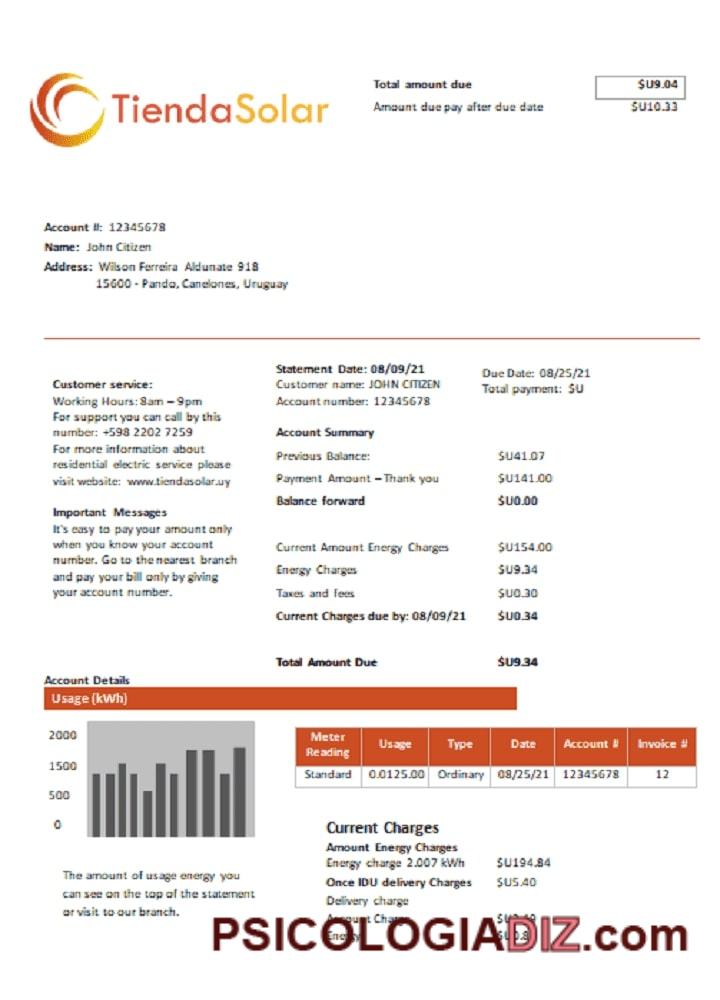 TiendaSolar
Total amount due $U9.04
Amount due pay after due date $U10.33
Account #: 12345678
Name: John Citizen
Address: Wilson Ferreira Aldunate 918
15600 - Pando, Canelones, Uruguay
Customer service:
Working Hours: 8am – 9pm
For support you can call by this
number: +598 2202 7259
For more information about
residential electric service please
visit website: www.tiendasolar.uy
Important Messages
It's easy to pay your amount only
when you know your account
number. Go to the nearest branch
and pay your bill only by giving
your account number.
Statement Date: 08/09/21
Customer name: JOHN CITIZEN
Account number: 12345678
Due Date: 08/25/21
Total payment: $U
Account Summary
Previous Balance: $U41.07
Payment Amount – Thank you $U141.00
Balance forward $U0.00
Current Amount Energy Charges $U154.00
Energy Charges $U9.34
Taxes and fees $U0.30
Current Charges due by: 08/09/21 $U0.34
Total Amount Due $U9.34
Account Details
Usage (kWh)
2000
1500
500
0
The amount of usage energy you
can see on the top of the statement
or visit to our branch.
Meter Reading Usage Type Date Account # Invoice #
Standard 0.0125.00 Ordinary 08/25/21 12345678 12
Current Charges
Amount Energy Charges
Energy charge 2.007 kWh $U194.84
Once IDU delivery Charges $U5.40
Delivery charge
Account Charge
PSICOLOGIADIZ.com